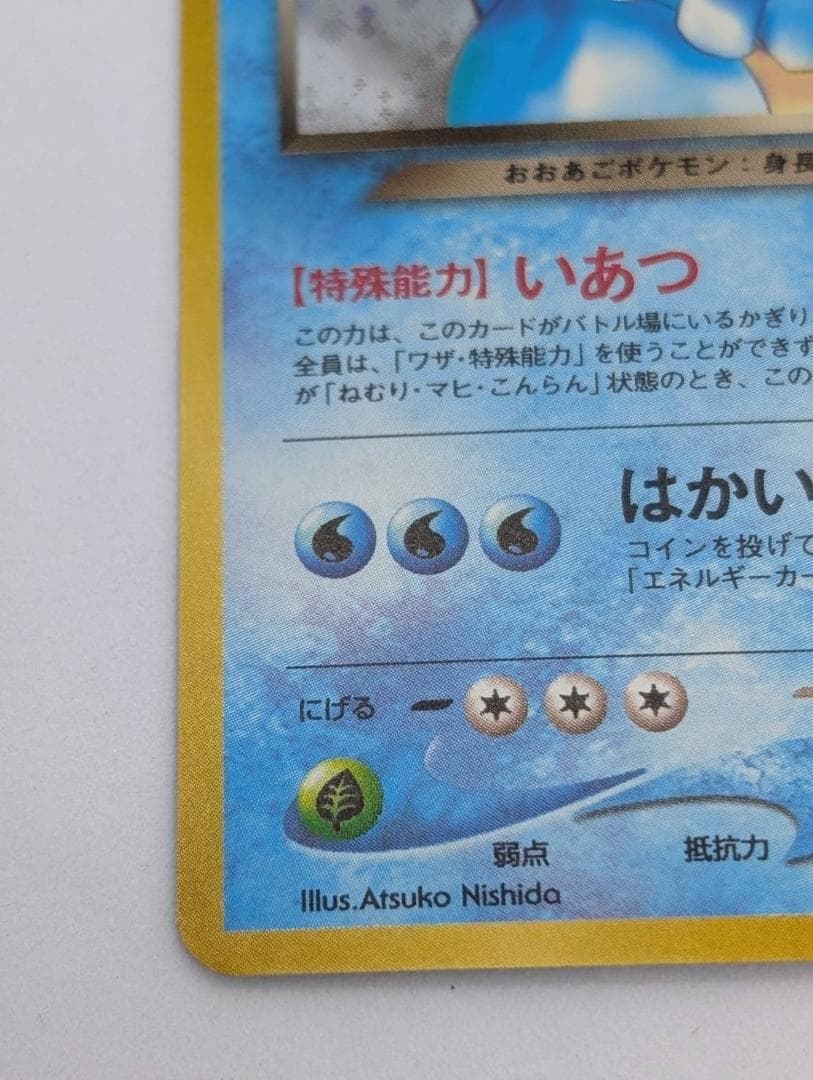 おおあごポケモン：身長
【特殊能力】いあつ
この力は、このカードがバトル場にいるかぎり
全員は、「ワザ・特殊能力」を使うことができず
が「ねむり・マヒ・こんらん」状態のとき、この
はかい
コインを投げて
「エネルギーカー
にげる
弱点 抵抗力
Illus.Atsuko Nishida